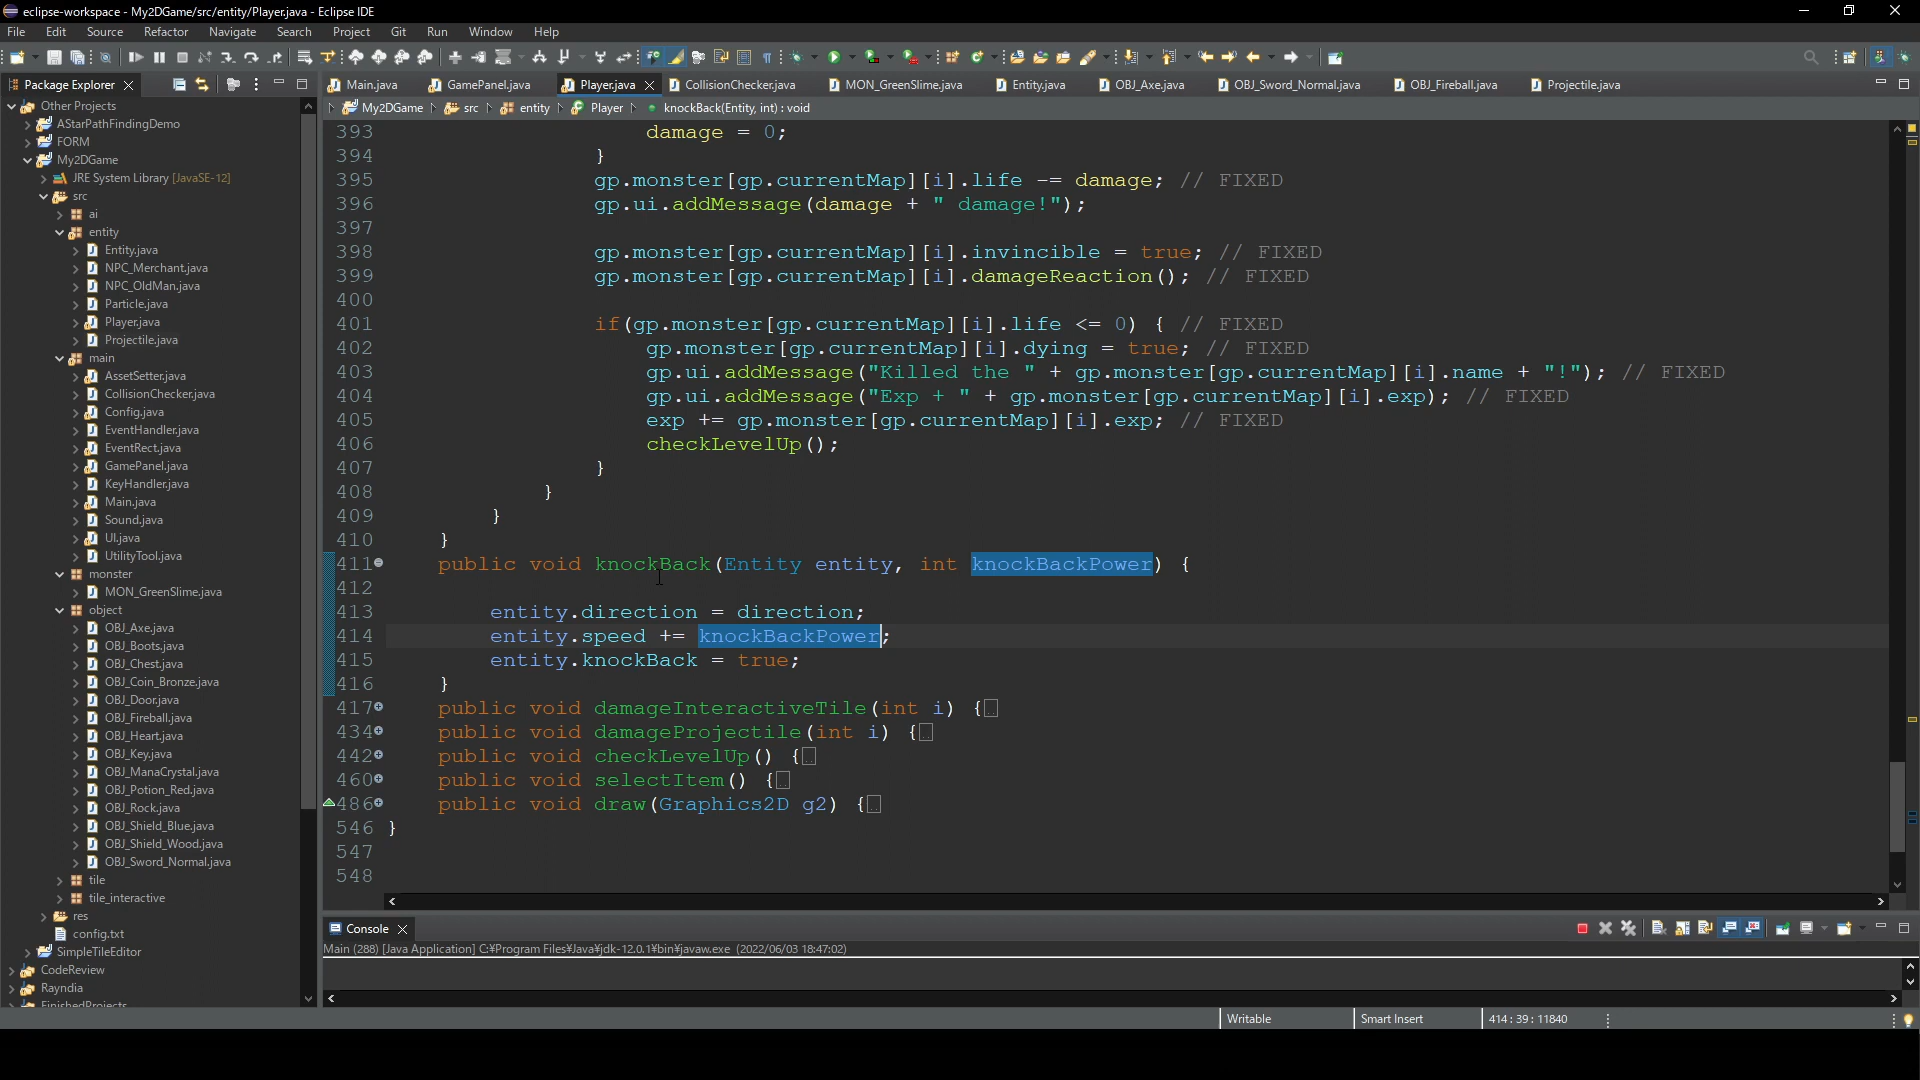 eclipse-workspace - My2DGame/src/entity/Player.java - Eclipse IDE
File Edit Source Refactor Navigate Search Project Git Run Window Help
Package Explorer
Main.java GamePanel.java Player.java CollisionChecker.java MON_GreenSlime.java Entity.java OBJ_Axe.java OBJ_Sword_Normal.java OBJ_Fireball.java Projectile.java
My2DGame src entity Player knockBack(Entity, int) : void
Other Projects
AStarPathFindingDemo
FORM
My2DGame
JRE System Library [JavaSE-12]
src
ai
entity
Entity.java
NPC_Merchant.java
NPC_OldMan.java
Particle.java
Player.java
Projectile.java
main
AssetSetter.java
CollisionChecker.java
Config.java
EventHandler.java
EventRect.java
GamePanel.java
KeyHandler.java
Main.java
Sound.java
UI.java
UtilityTool.java
monster
MON_GreenSlime.java
object
OBJ_Axe.java
OBJ_Boots.java
OBJ_Chest.java
OBJ_Coin_Bronze.java
OBJ_Door.java
OBJ_Fireball.java
OBJ_Heart.java
OBJ_Key.java
OBJ_ManaCrystal.java
OBJ_Potion_Red.java
OBJ_Rock.java
OBJ_Shield_Blue.java
OBJ_Shield_Wood.java
OBJ_Sword_Normal.java
tile
tile_interactive
res
config.txt
SimpleTileEditor
CodeReview
Rayndia
FinishedProjects
393 damage = 0;
394 }
395 gp.monster[gp.currentMap][i].life -= damage; // FIXED
396 gp.ui.addMessage(damage + " damage!");
397
398 gp.monster[gp.currentMap][i].invincible = true; // FIXED
399 gp.monster[gp.currentMap][i].damageReaction(); // FIXED
400
401 if(gp.monster[gp.currentMap][i].life <= 0) { // FIXED
402 gp.monster[gp.currentMap][i].dying = true; // FIXED
403 gp.ui.addMessage("Killed the " + gp.monster[gp.currentMap][i].name + "!"); // FIXED
404 gp.ui.addMessage("Exp + " + gp.monster[gp.currentMap][i].exp); // FIXED
405 exp += gp.monster[gp.currentMap][i].exp; // FIXED
406 checkLevelUp();
407 }
408 }
409 }
410 }
411 public void knockBack(Entity entity, int knockBackPower) {
412
413 entity.direction = direction;
414 entity.speed += knockBackPower;
415 entity.knockBack = true;
416 }
417 public void damageInteractiveTile(int i) {
434 public void damageProjectile(int i) {
442 public void checkLevelUp() {
460 public void selectItem() {
486 public void draw(Graphics2D g2) {
546 }
547
548
Console
Main (288) [Java Application] C:¥Program Files¥Java¥jdk-12.0.1¥bin¥javaw.exe (2022/06/03 18:47:02)
Writable Smart Insert 414 : 39 : 11840